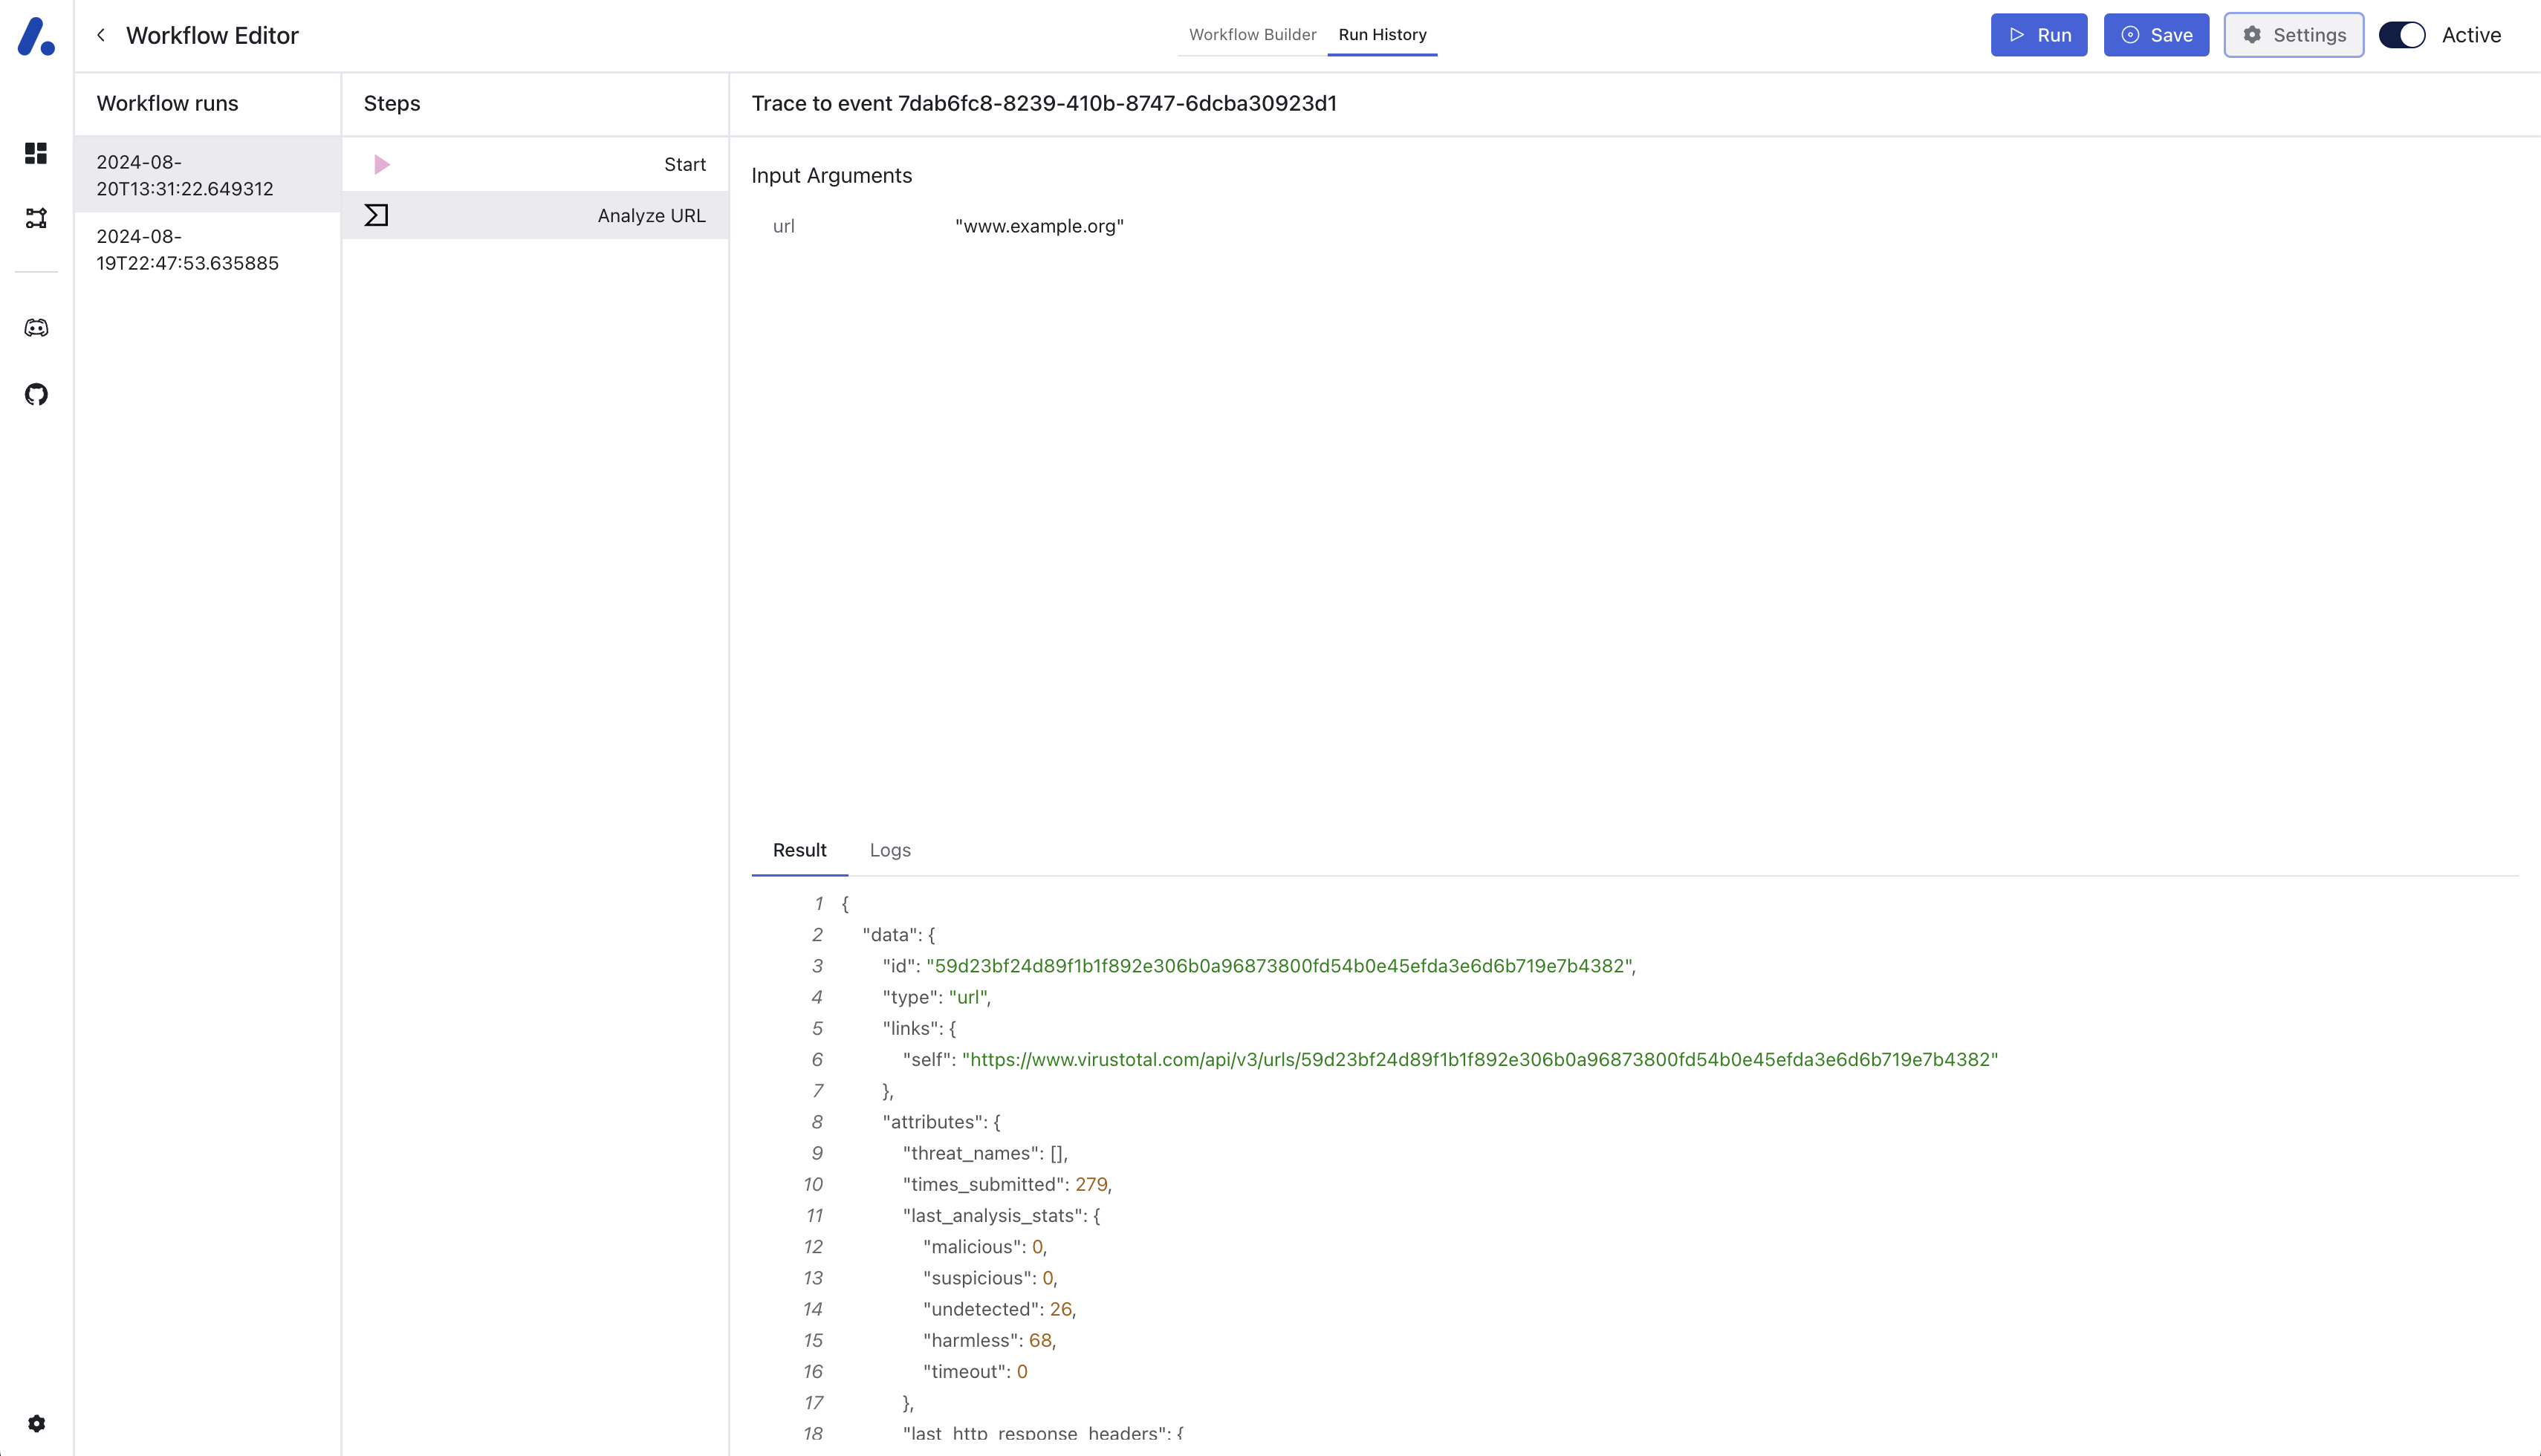 Workflow Editor
Workflow Builder
Run History
Run
Save
Settings
Active
Workflow runs
2024-08-
20T13:31:22.649312
2024-08-
19T22:47:53.635885
Steps
Start
Analyze URL
Trace to event 7dab6fc8-8239-410b-8747-6dcba30923d1
Input Arguments
url "www.example.org"
Result Logs
1 {
2 "data": {
3 "id": "59d23bf24d89f1b1f892e306b0a96873800fd54b0e45efda3e6d6b719e7b4382",
4 "type": "url",
5 "links": {
6 "self": "https://www.virustotal.com/api/v3/urls/59d23bf24d89f1b1f892e306b0a96873800fd54b0e45efda3e6d6b719e7b4382"
7 },
8 "attributes": {
9 "threat_names": [],
10 "times_submitted": 279,
11 "last_analysis_stats": {
12 "malicious": 0,
13 "suspicious": 0,
14 "undetected": 26,
15 "harmless": 68,
16 "timeout": 0
17 },
18 "last_http_response_headers": {